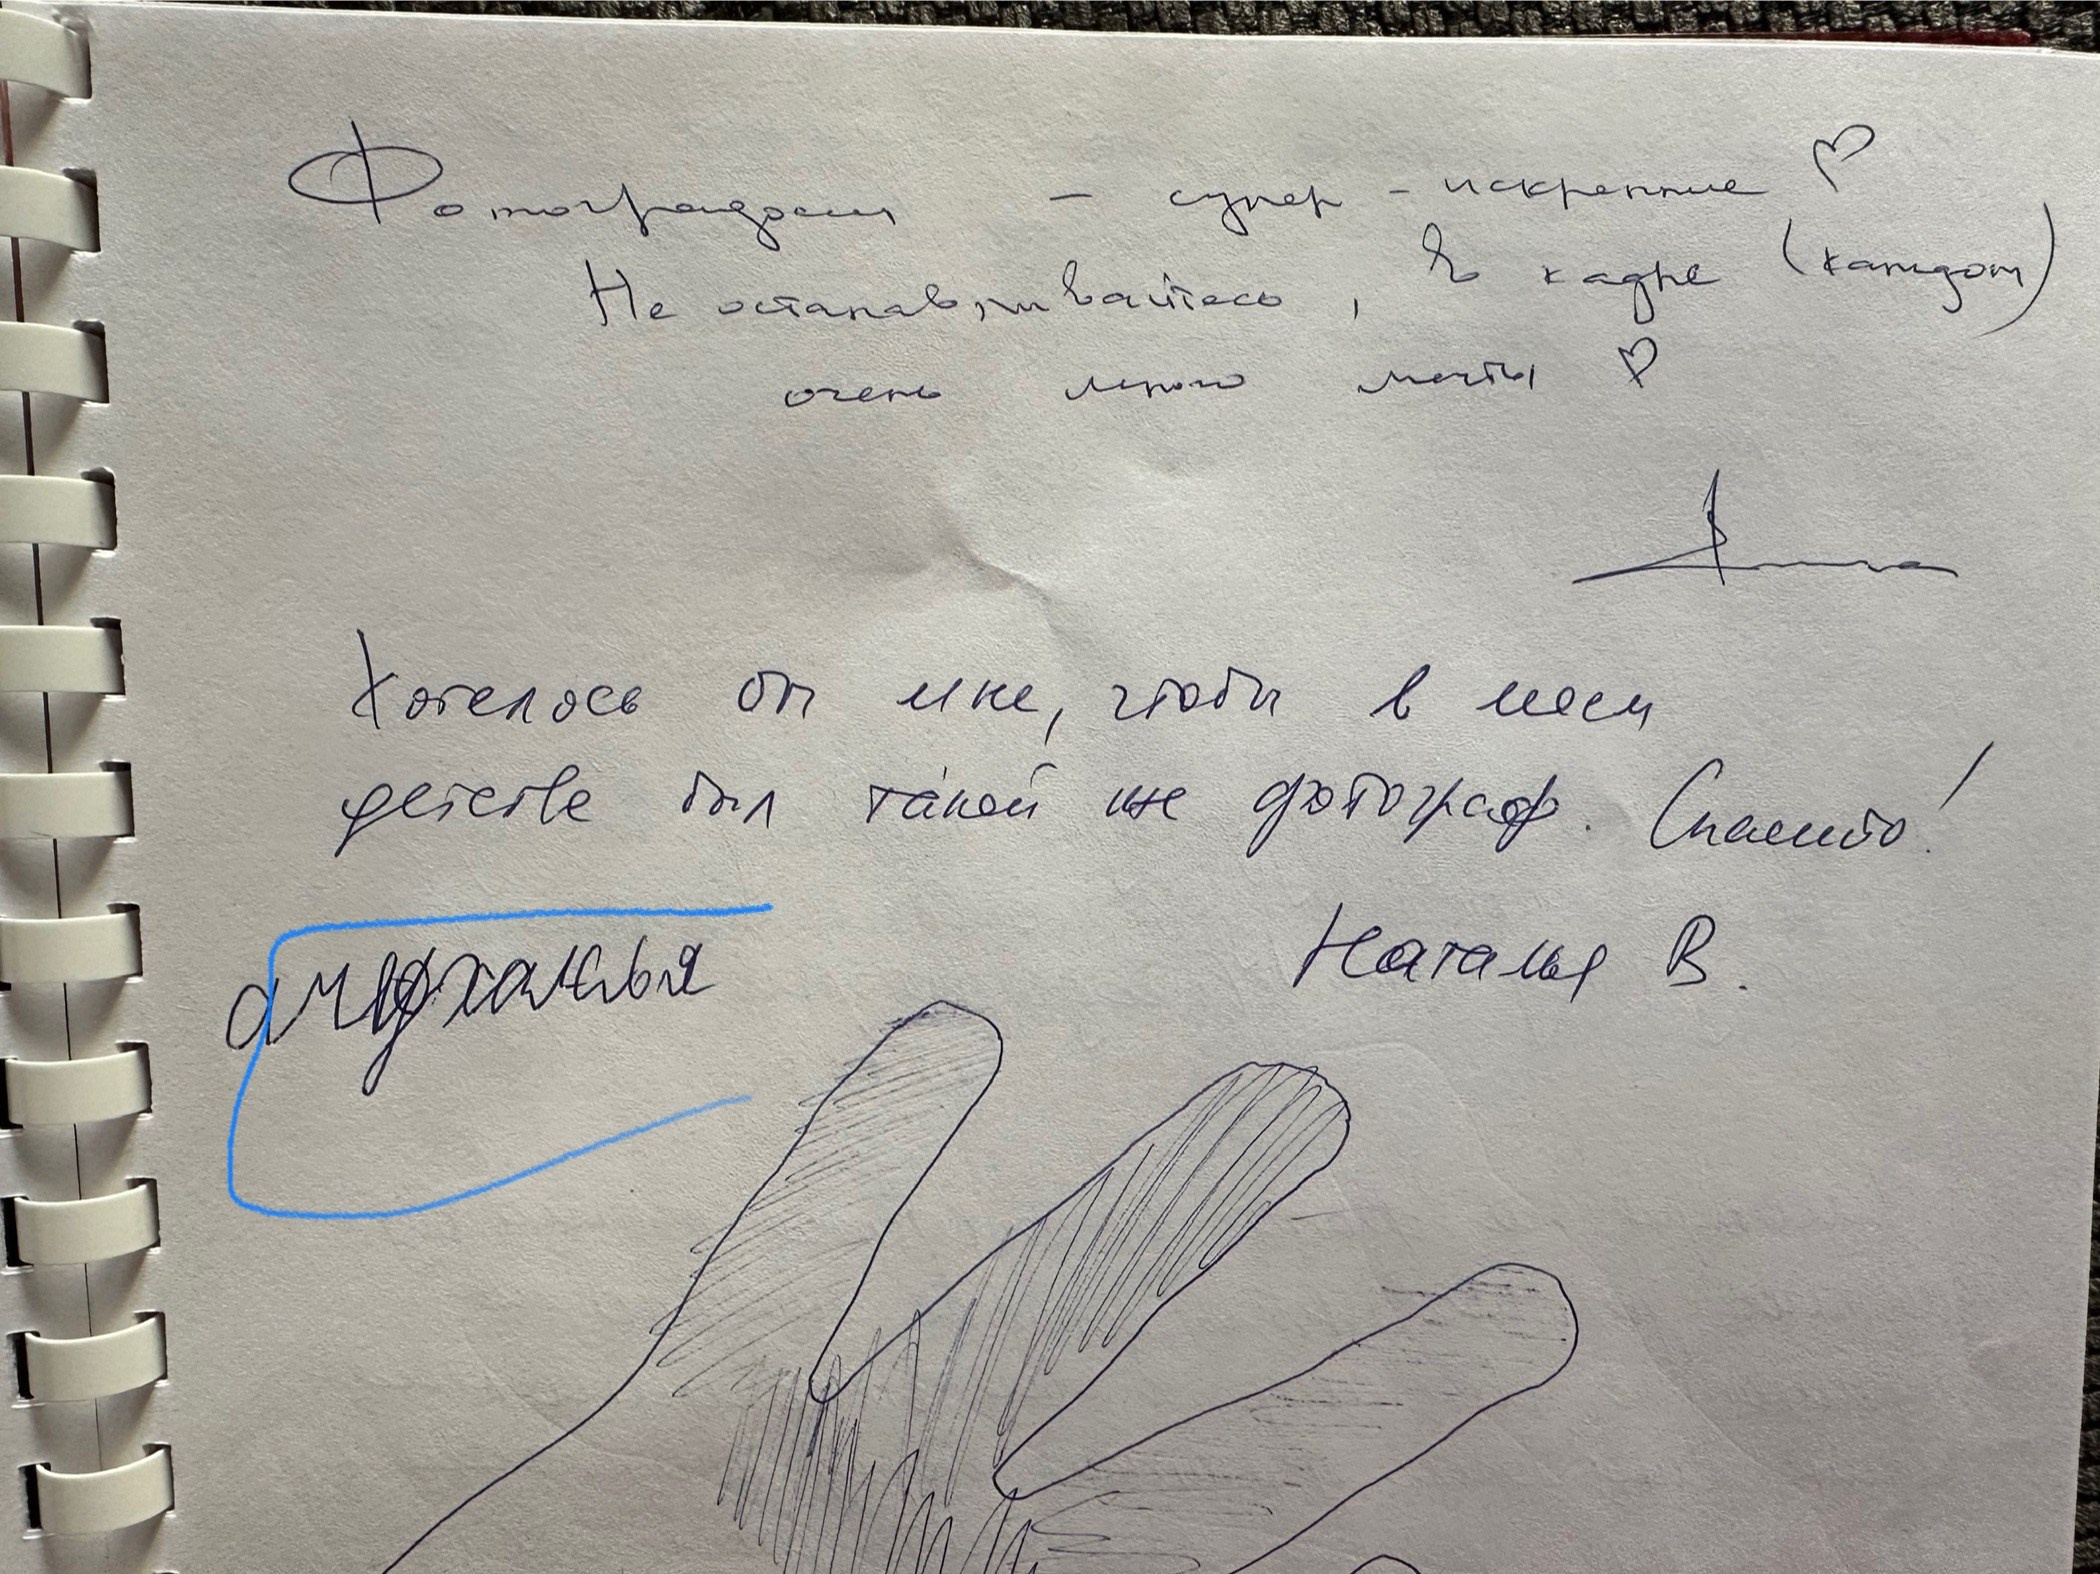 Фотографии - супер - искренние
Не останавливайтесь, в кадре (каждом)
очень много мечты
Хотелось бы мне, чтобы в моем
детстве был такой же фотограф. Спасибо!
Наталья В.